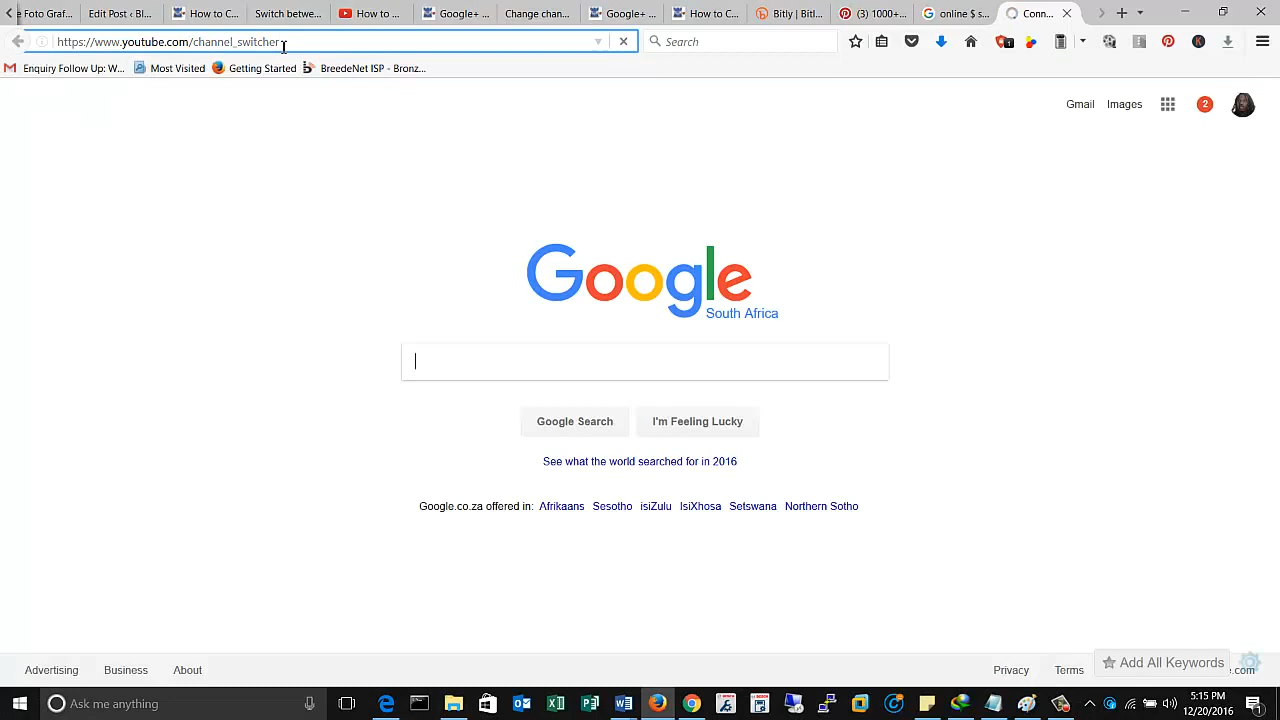 e Foto Graf
Edit Post ‹ Bl...
How to C...
Switch betwe...
How to ...
Google+ ...
Change chan...
Google+ ...
How to C...
Bitly | Bitl...
(3) 1000+...
online $ s...
Conn...
https://www.youtube.com/channel_switcher
Search
Enquiry Follow Up: W...
Most Visited
Getting Started
BreedeNet ISP - Bronz...
Gmail
Images
2
Google
South Africa
Google Search
I'm Feeling Lucky
See what the world searched for in 2016
Google.co.za offered in: Afrikaans Sesotho isiZulu IsiXhosa Setswana Northern Sotho
Advertising
Business
About
Privacy
Terms
Add All Keywords
e.com
Ask me anything
5:15 PM
12/20/2016